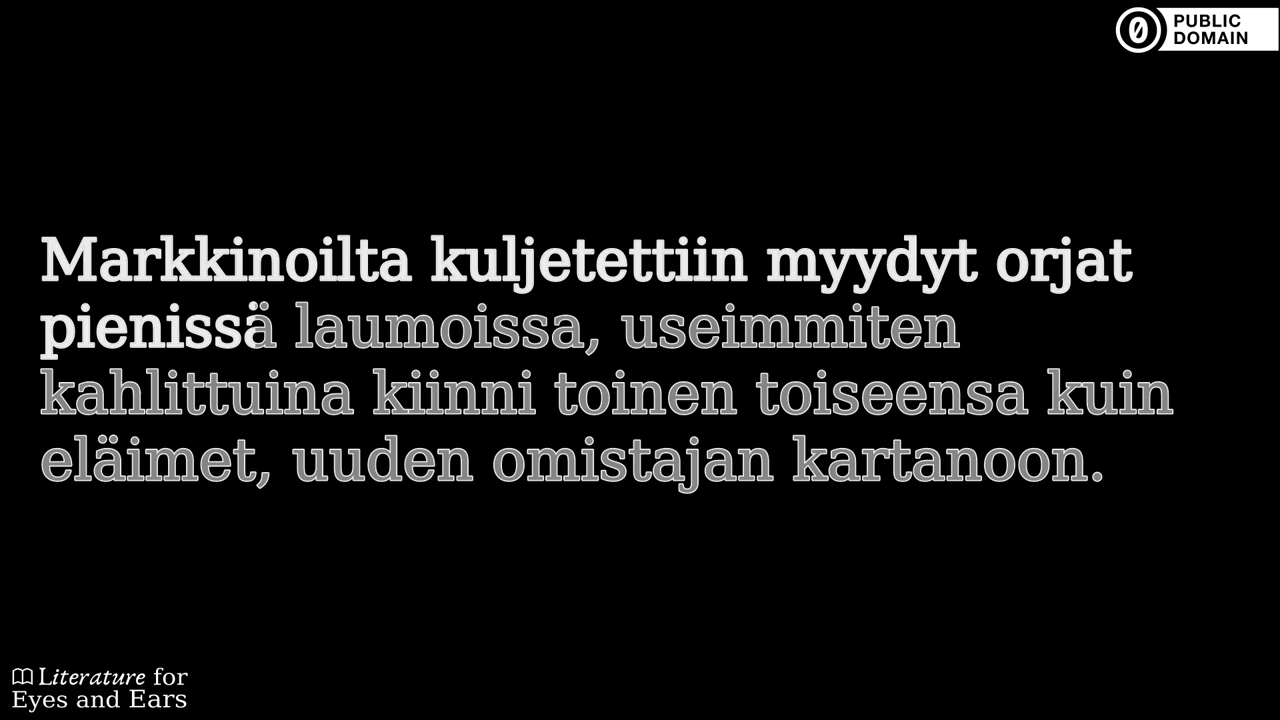 PUBLIC
DOMAIN
Markkinoilta kuljetettiin myydyt orjat
pienissä laumoissa, useimmiten
kahlittuina kiinni toinen toiseensa kuin
eläimet, uuden omistajan kartanoon.
Literature for
Eyes and Ears